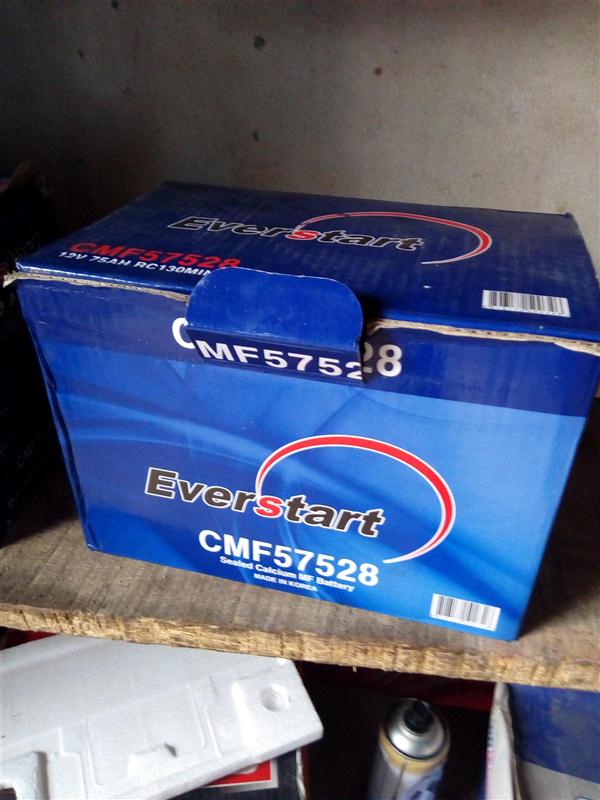 Everstart
CMF57528
12V 75AH RC130MIN
CMF57528
Everstart
CMF57528
Sealed Calcium MF Battery
MADE IN KOREA